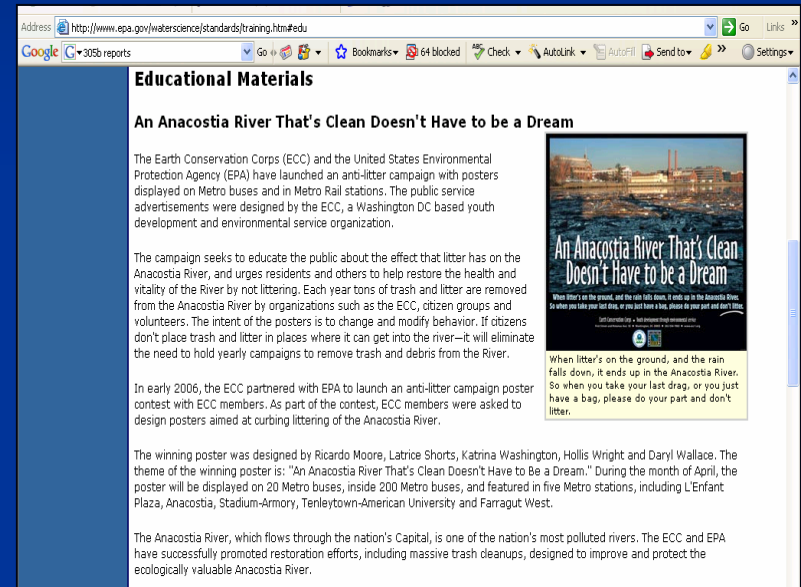 Address http://www.epa.gov/waterscience/standards/training.htm#edu Go Links »
Google G 305b reports Go Bookmarks 64 blocked Check AutoLink AutoFill Send to » Settings
Educational Materials
An Anacostia River That's Clean Doesn't Have to be a Dream
The Earth Conservation Corps (ECC) and the United States Environmental
Protection Agency (EPA) have launched an anti-litter campaign with posters
displayed on Metro buses and in Metro Rail stations. The public service
advertisements were designed by the ECC, a Washington DC based youth
development and environmental service organization.
The campaign seeks to educate the public about the effect that litter has on the
Anacostia River, and urges residents and others to help restore the health and
vitality of the River by not littering. Each year tons of trash and litter are removed
from the Anacostia River by organizations such as the ECC, citizen groups and
volunteers. The intent of the posters is to change and modify behavior. If citizens
don't place trash and litter in places where it can get into the river—it will eliminate
the need to hold yearly campaigns to remove trash and debris from the River.
An Anacostia River That's Clean
Doesn't Have to be a Dream
When litter's on the ground, and the rain falls down, it ends up in the Anacostia River.
So when you take your last drag, or you just have a bag, please do your part and don't litter.
Earth Conservation Corps
When litter's on the ground, and the rain
falls down, it ends up in the Anacostia River.
So when you take your last drag, or you just
have a bag, please do your part and don't
litter.
In early 2006, the ECC partnered with EPA to launch an anti-litter campaign poster
contest with ECC members. As part of the contest, ECC members were asked to
design posters aimed at curbing littering of the Anacostia River.
The winning poster was designed by Ricardo Moore, Latrice Shorts, Katrina Washington, Hollis Wright and Daryl Wallace. The
theme of the winning poster is: "An Anacostia River That's Clean Doesn't Have to Be a Dream." During the month of April, the
poster will be displayed on 20 Metro buses, inside 200 Metro buses, and featured in five Metro stations, including L'Enfant
Plaza, Anacostia, Stadium-Armory, Tenleytown-American University and Farragut West.
The Anacostia River, which flows through the nation's Capital, is one of the nation's most polluted rivers. The ECC and EPA
have successfully promoted restoration efforts, including massive trash cleanups, designed to improve and protect the
ecologically valuable Anacostia River.